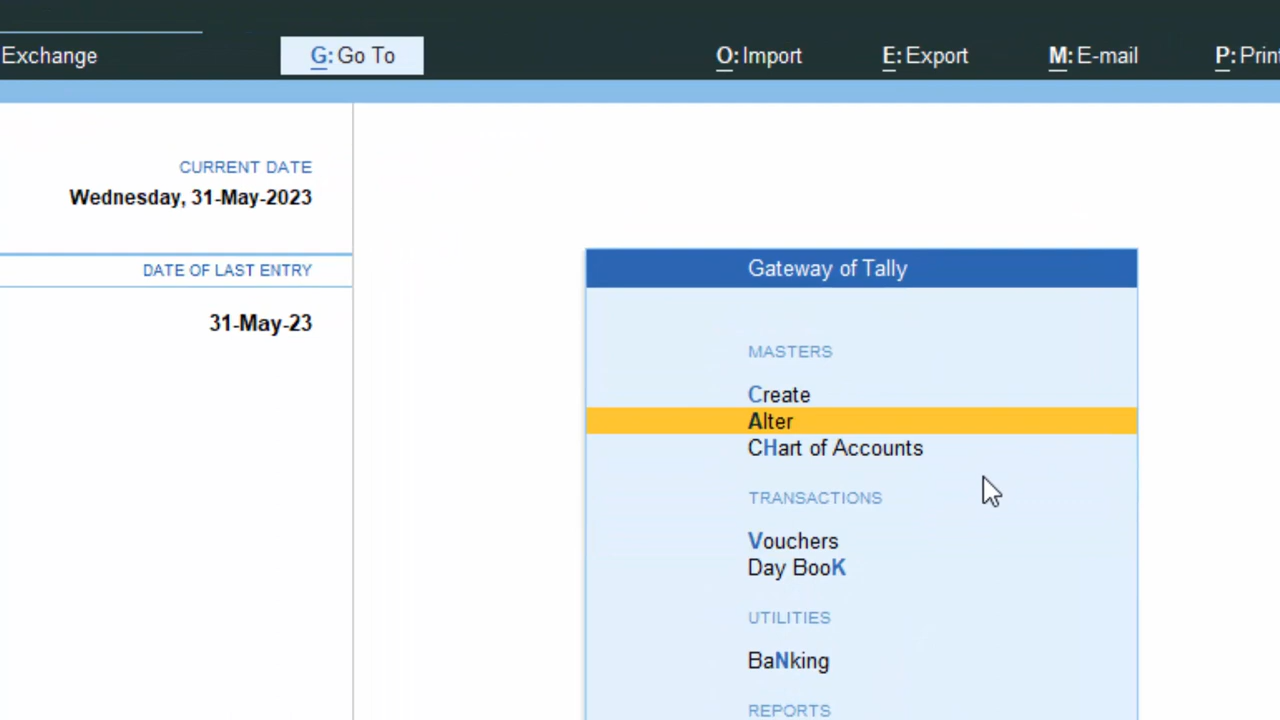 Exchange G: Go To O: Import E: Export M: E-mail P: Print
CURRENT DATE
Wednesday, 31-May-2023
DATE OF LAST ENTRY
31-May-23
Gateway of Tally
MASTERS
Create
Alter
CHart of Accounts
TRANSACTIONS
Vouchers
Day BooK
UTILITIES
BaNking
REPORTS